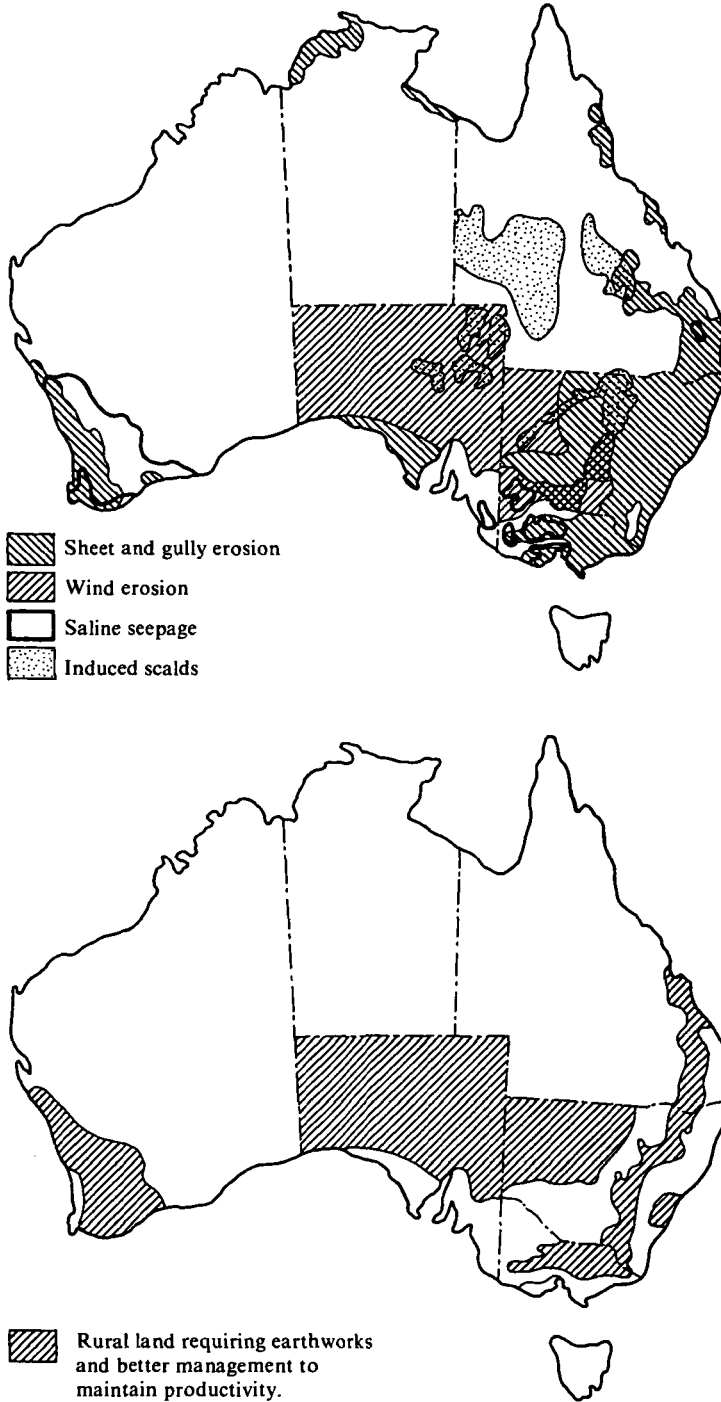 Sheet and gully erosion
Wind erosion
Saline seepage
Induced scalds
Rural land requiring earthworks
and better management to
maintain productivity.